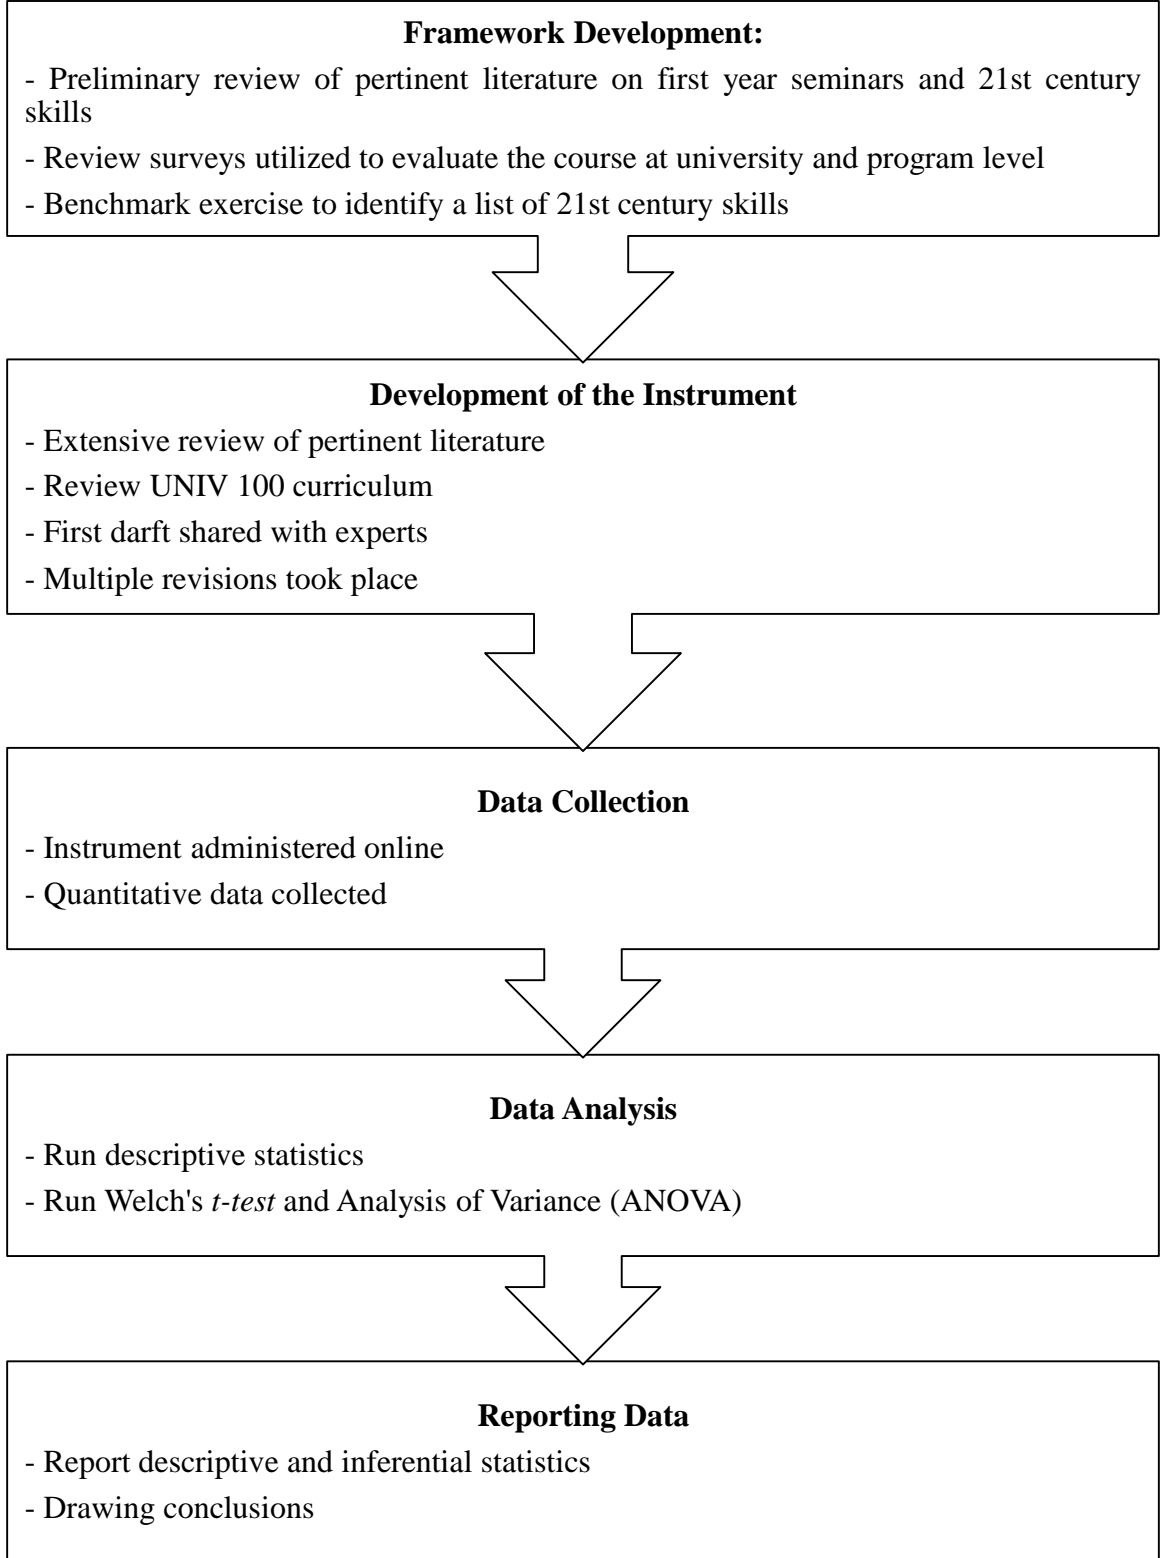 Framework Development:
- Preliminary review of pertinent literature on first year seminars and 21st century
skills
- Review surveys utilized to evaluate the course at university and program level
- Benchmark exercise to identify a list of 21st century skills
Development of the Instrument
- Extensive review of pertinent literature
- Review UNIV 100 curriculum
- First darft shared with experts
- Multiple revisions took place
Data Collection
- Instrument administered online
- Quantitative data collected
Data Analysis
- Run descriptive statistics
- Run Welch's t-test and Analysis of Variance (ANOVA)
Reporting Data
- Report descriptive and inferential statistics
- Drawing conclusions